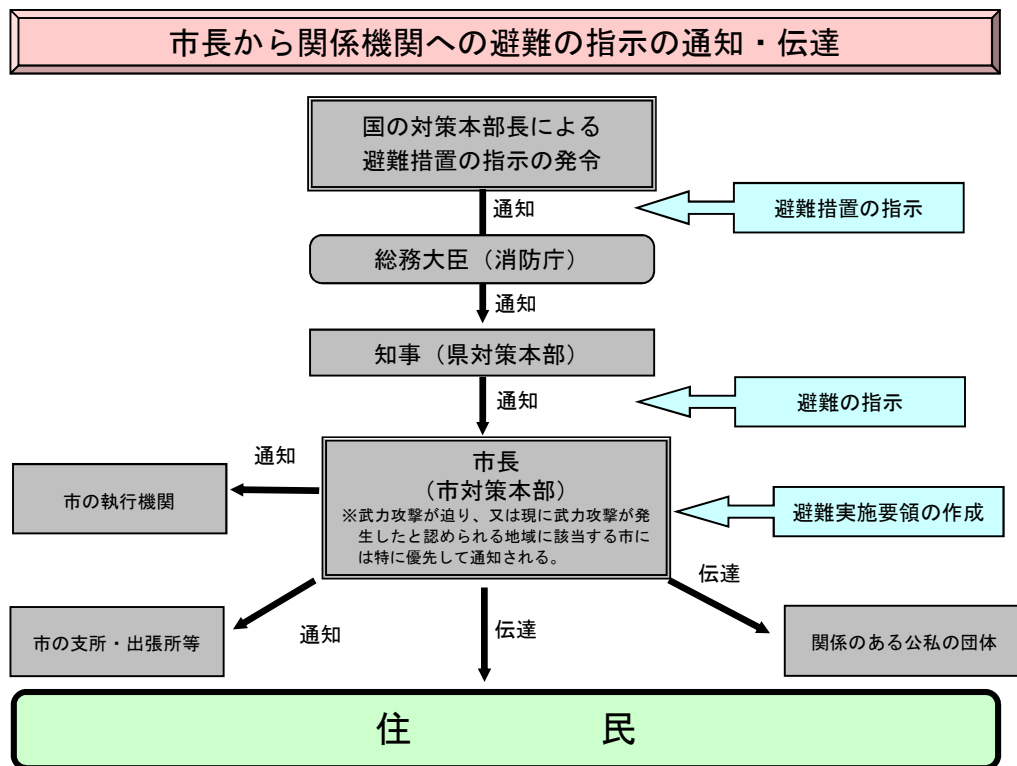 市長から関係機関への避難の指示の通知・伝達
国の対策本部長による
避難措置の指示の発令
通知
避難措置の指示
総務大臣（消防庁）
通知
知事（県対策本部）
通知
避難の指示
通知
市の執行機関
市長
（市対策本部）
※武力攻撃が迫り、又は現に武力攻撃が発
生したと認められる地域に該当する市に
は特に優先して通知される。
避難実施要領の作成
伝達
通知
伝達
市の支所・出張所等
関係のある公私の団体
住　　　民